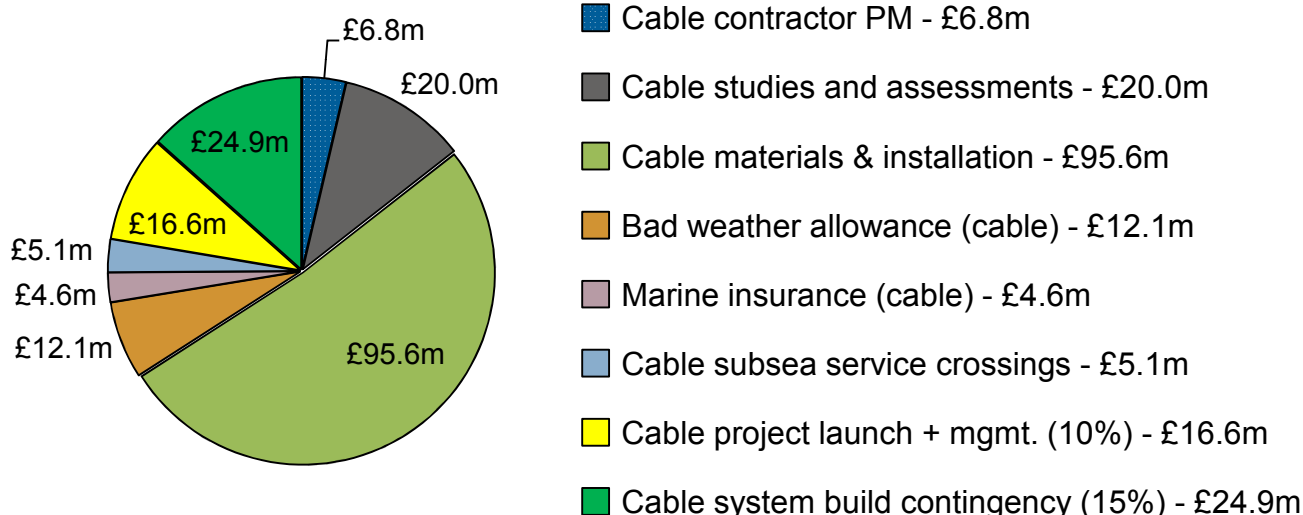 £6.8m
£20.0m
£24.9m
£16.6m
£5.1m
£4.6m
£12.1m
£95.6m
Cable contractor PM - £6.8m
Cable studies and assessments - £20.0m
Cable materials & installation - £95.6m
Bad weather allowance (cable) - £12.1m
Marine insurance (cable) - £4.6m
Cable subsea service crossings - £5.1m
Cable project launch + mgmt. (10%) - £16.6m
Cable system build contingency (15%) - £24.9m